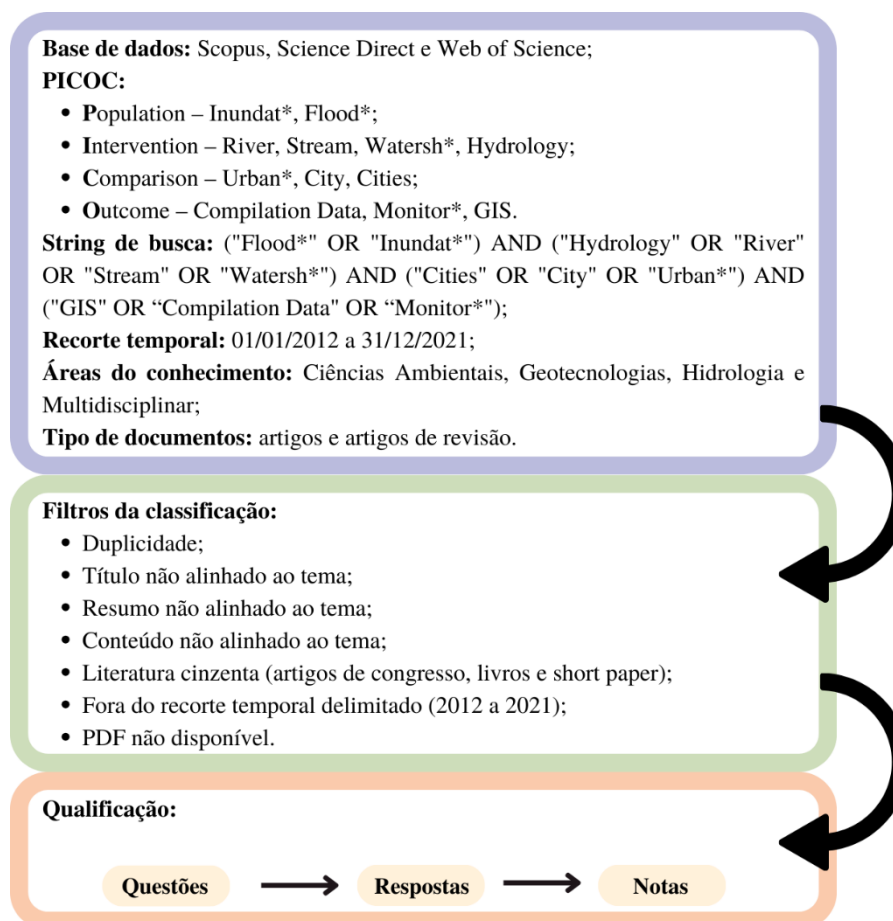 Base de dados: Scopus, Science Direct e Web of Science;
PICOC:
• Population – Inundat*, Flood*;
• Intervention – River, Stream, Watersh*, Hydrology;
• Comparison – Urban*, City, Cities;
• Outcome – Compilation Data, Monitor*, GIS.
String de busca: ("Flood*" OR "Inundat*") AND ("Hydrology" OR "River"
OR "Stream" OR "Watersh*") AND ("Cities" OR "City" OR "Urban*") AND
("GIS" OR “Compilation Data" OR “Monitor*");
Recorte temporal: 01/01/2012 a 31/12/2021;
Áreas do conhecimento: Ciências Ambientais, Geotecnologias, Hidrologia e
Multidisciplinar;
Tipo de documentos: artigos e artigos de revisão.
Filtros da classificação:
• Duplicidade;
• Título não alinhado ao tema;
• Resumo não alinhado ao tema;
• Conteúdo não alinhado ao tema;
• Literatura cinzenta (artigos de congresso, livros e short paper);
• Fora do recorte temporal delimitado (2012 a 2021);
• PDF não disponível.
Qualificação:
Questões
Respostas
Notas